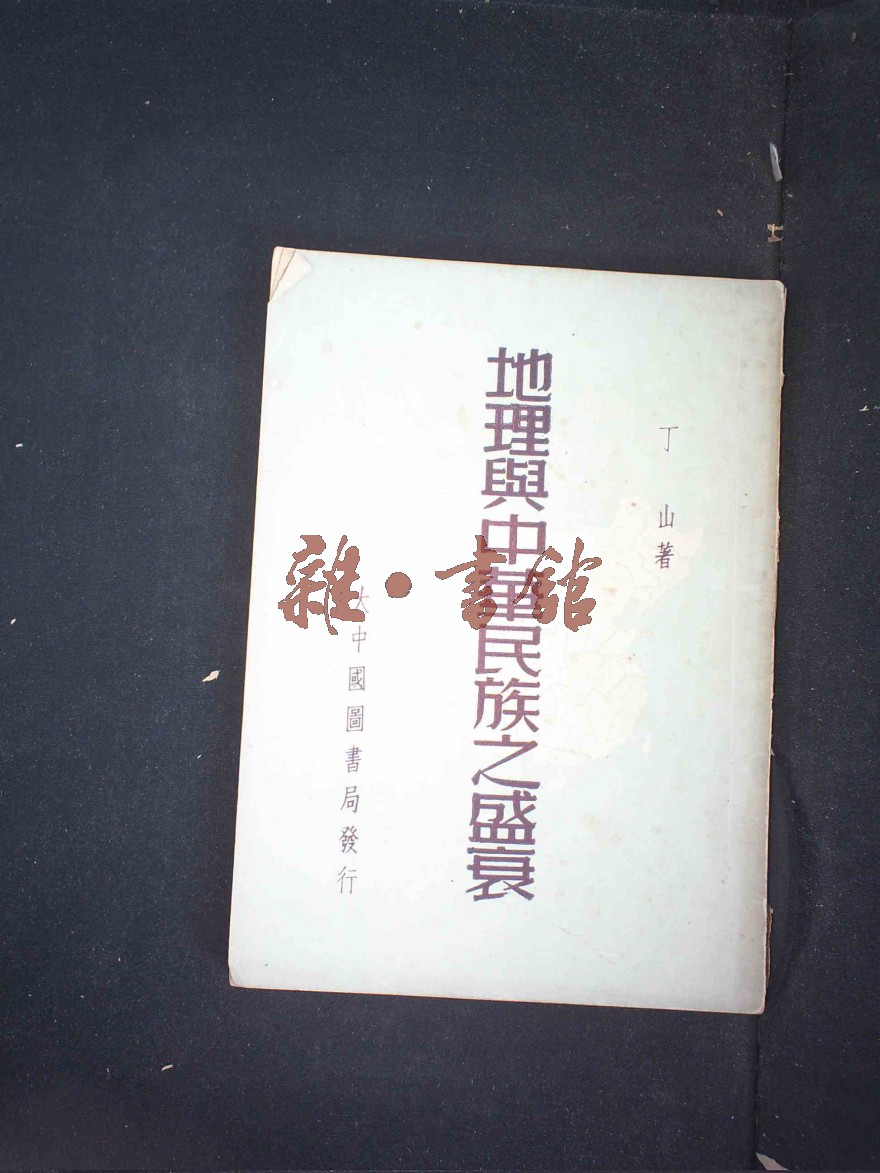 丁山著
地理與中華民族之盛衰
大中國圖書局發行
雜·書館